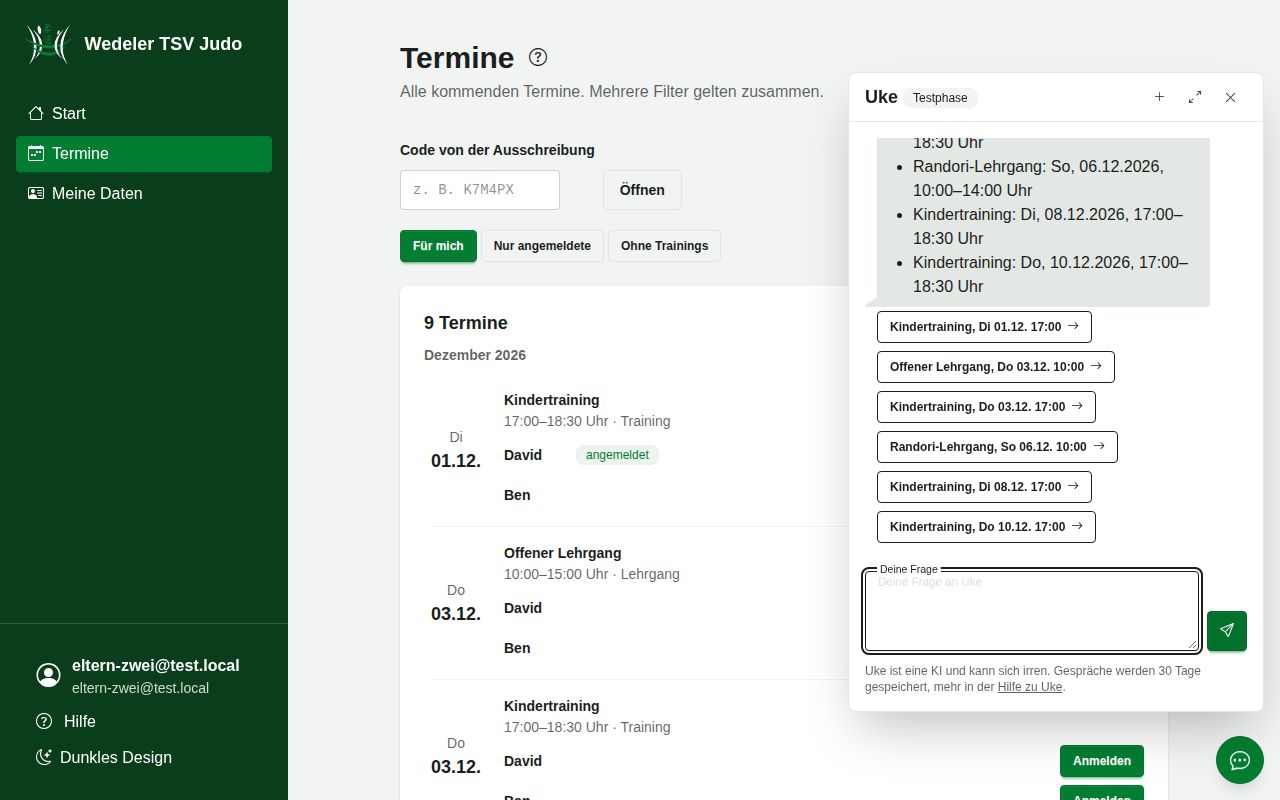 Wedeler TSV Judo
Start
Termine
Meine Daten
eltern-zwei@test.local
eltern-zwei@test.local
Hilfe
Dunkles Design
Termine
Alle kommenden Termine. Mehrere Filter gelten zusammen.
Code von der Ausschreibung
z. B. K7M4PX
Öffnen
Für mich
Nur angemeldete
Ohne Trainings
9 Termine
Dezember 2026
Di
01.12.
Kindertraining
17:00–18:30 Uhr · Training
David
angemeldet
Ben
Do
03.12.
Offener Lehrgang
10:00–15:00 Uhr · Lehrgang
David
Ben
Do
03.12.
Kindertraining
17:00–18:30 Uhr · Training
David
Anmelden
Ben
Anmelden
Uke
Testphase
18:30 Uhr
Randori-Lehrgang: So, 06.12.2026,
10:00–14:00 Uhr
Kindertraining: Di, 08.12.2026, 17:00–
18:30 Uhr
Kindertraining: Do, 10.12.2026, 17:00–
18:30 Uhr
Kindertraining, Di 01.12. 17:00
Offener Lehrgang, Do 03.12. 10:00
Kindertraining, Do 03.12. 17:00
Randori-Lehrgang, So 06.12. 10:00
Kindertraining, Di 08.12. 17:00
Kindertraining, Do 10.12. 17:00
Deine Frage
Deine Frage an Uke
Uke ist eine KI und kann sich irren. Gespräche werden 30 Tage
gespeichert, mehr in der Hilfe zu Uke.